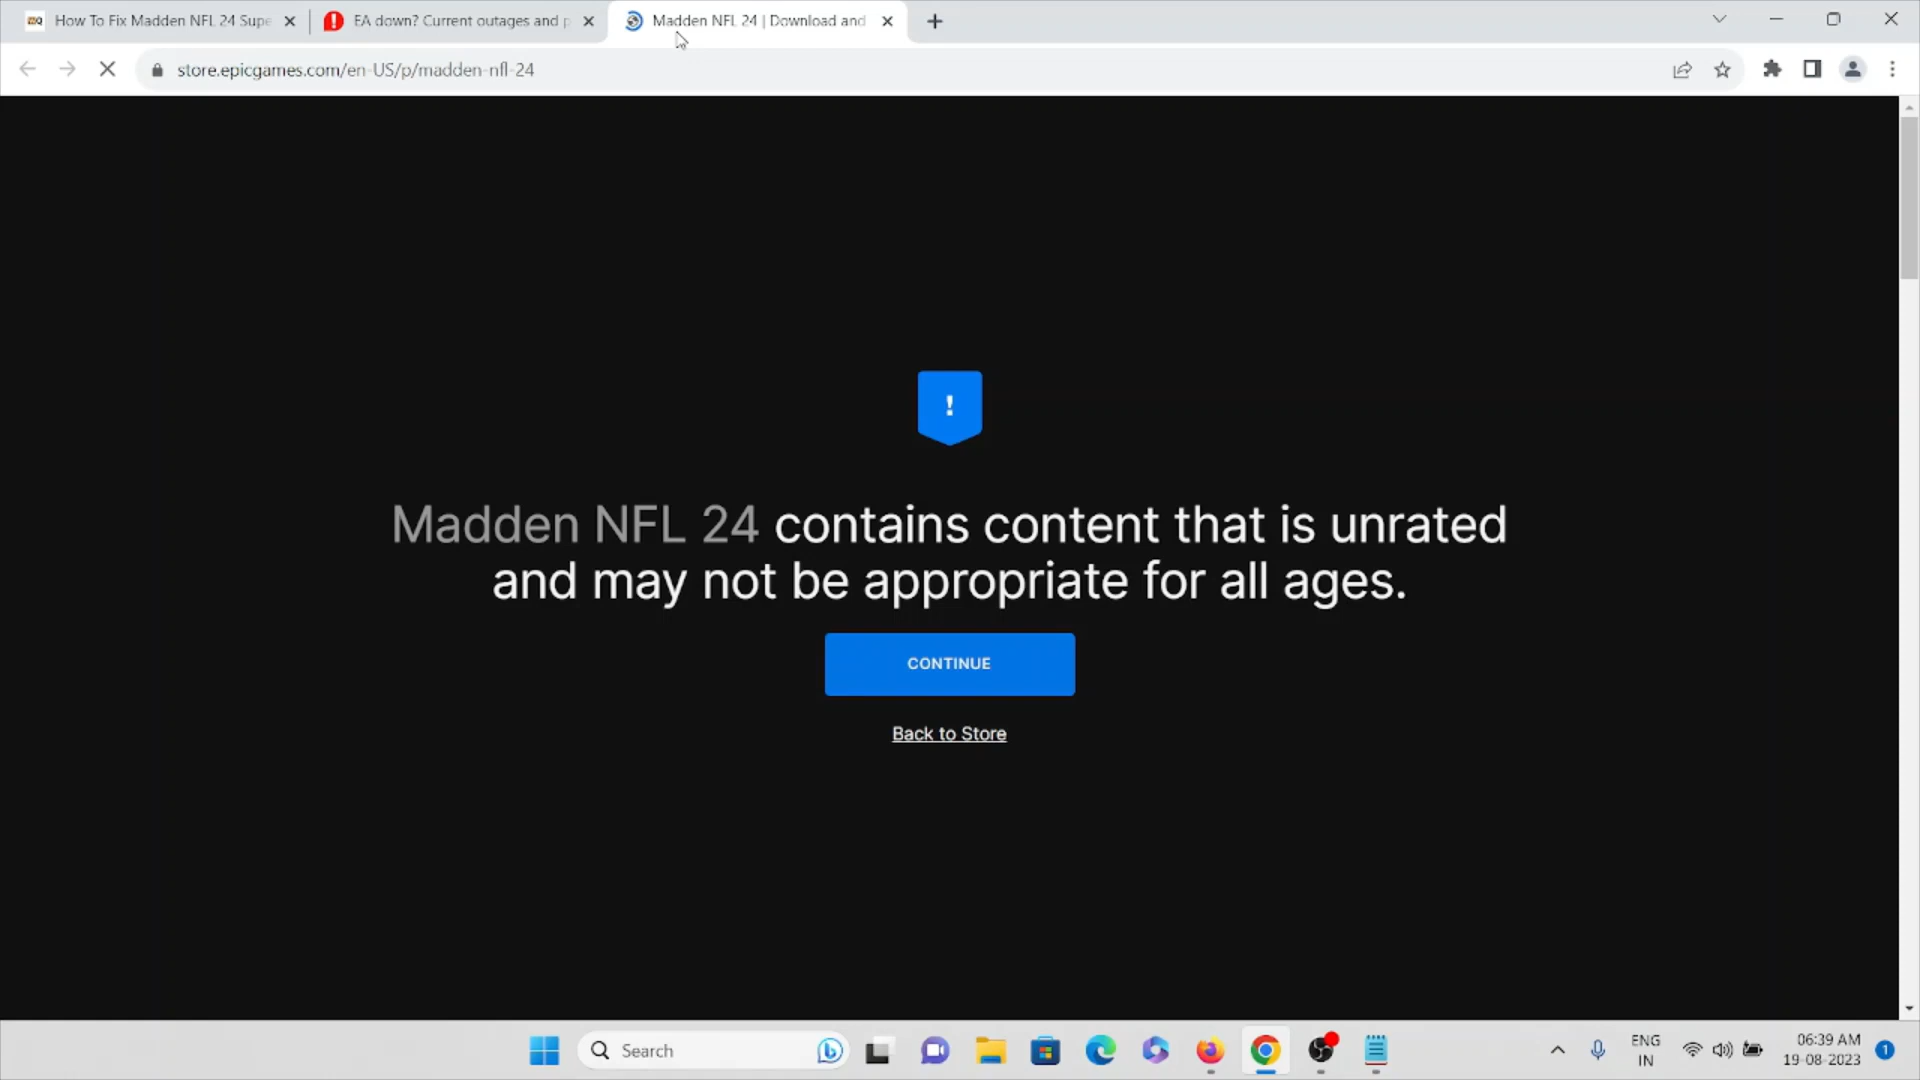 How To Fix Madden NFL 24 Supe
EA down? Current outages and p
Madden NFL 24 | Download and
store.epicgames.com/en-US/p/madden-nfl-24
!
Madden NFL 24 contains content that is unrated
and may not be appropriate for all ages.
CONTINUE
Back to Store
Search
ENG
IN
06:39 AM
19-08-2023
1